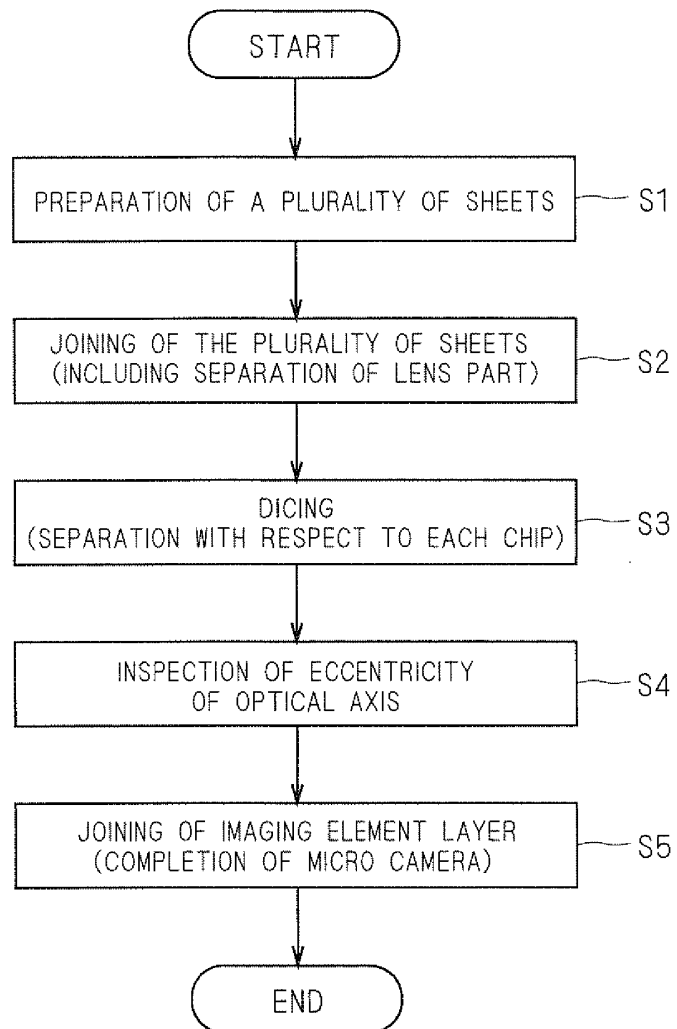 START
PREPARATION OF A PLURALITY OF SHEETS
S1
JOINING OF THE PLURALITY OF SHEETS
(INCLUDING SEPARATION OF LENS PART)
S2
DICING
(SEPARATION WITH RESPECT TO EACH CHIP)
S3
INSPECTION OF ECCENTRICITY
OF OPTICAL AXIS
S4
JOINING OF IMAGING ELEMENT LAYER
(COMPLETION OF MICRO CAMERA)
S5
END